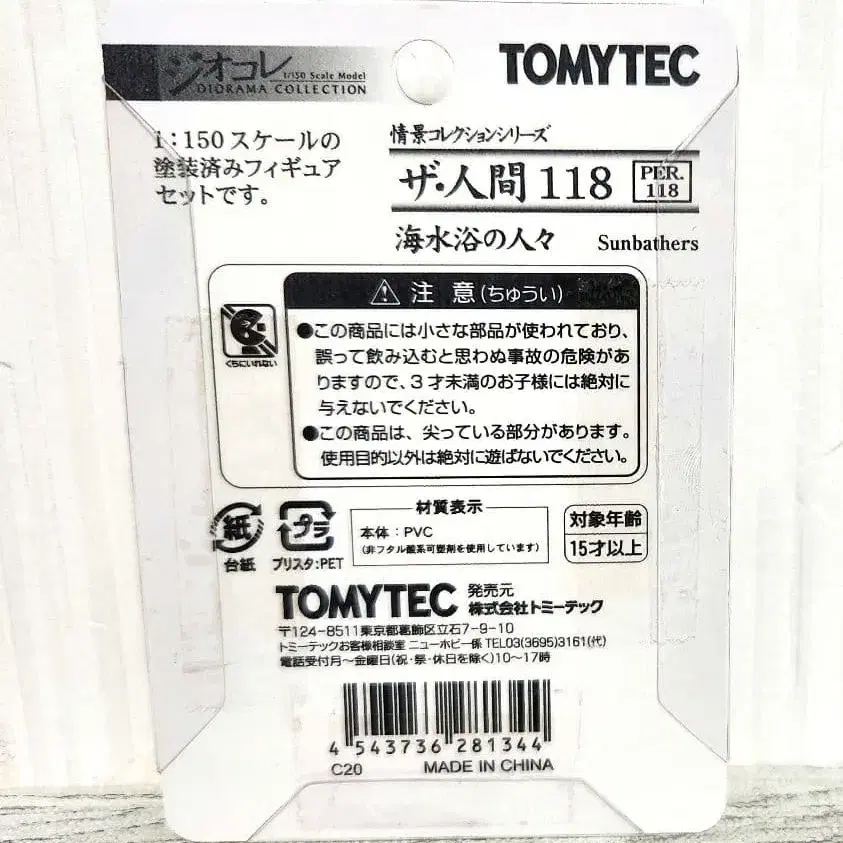 ジオコレ
1/150 Scale Model
DIORAMA COLLECTION
TOMYTEC
1:150スケールの
塗装済みフィギュア
セットです。
情景コレクションシリーズ
ザ・人間118
PER.
118
海水浴の人々 Sunbathers
注 意(ちゅうい)
くちにいれない
●この商品には小さな部品が使われており、
誤って飲み込むと思わぬ事故の危険があ
りますので、3才未満のお子様には絶対に
与えないでください。
●この商品は、尖っている部分があります。
使用目的以外は絶対に遊ばないでください。
紙
台紙
プラ
ブリスタ:PET
材質表示
本体:PVC
(非フタル酸系可塑剤を使用しています)
対象年齢
15才以上
TOMYTEC
発売元
株式会社トミーテック
〒124-8511東京都葛飾区立石7-9-10
トミーテックお客様相談室 ニューホビー係 TEL03(3695)3161(代)
電話受付月〜金曜日(祝・祭・休日を除く)10〜17時
4 543736 281344
C20
MADE IN CHINA